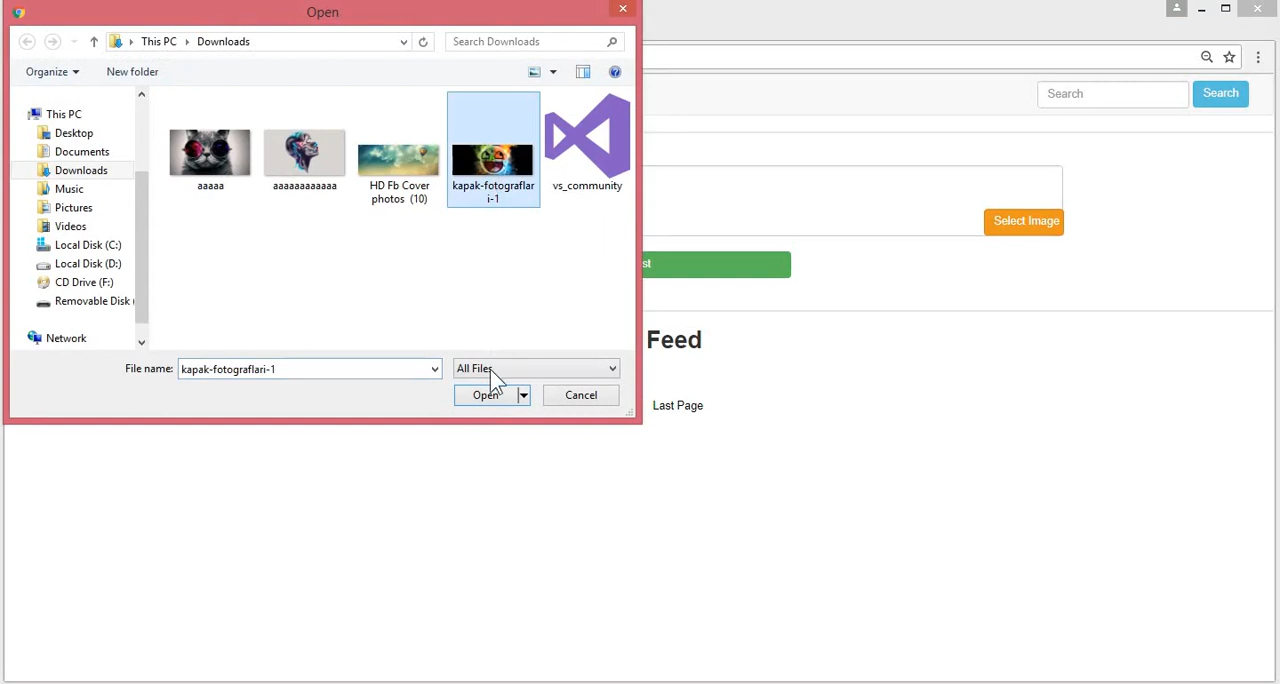 Open
This PC
Downloads
Search Downloads
Organize
New folder
This PC
Desktop
Documents
Downloads
Music
Pictures
Videos
Local Disk (C:)
Local Disk (D:)
CD Drive (F:)
Removable Disk
Network
aaaaa
aaaaaaaaaaaa
HD Fb Cover
photos (10)
kapak-fotograflar
i-1
vs_community
File name:
kapak-fotograflari-1
All Files
Open
Cancel
Search
Search
Select Image
st
Feed
Last Page